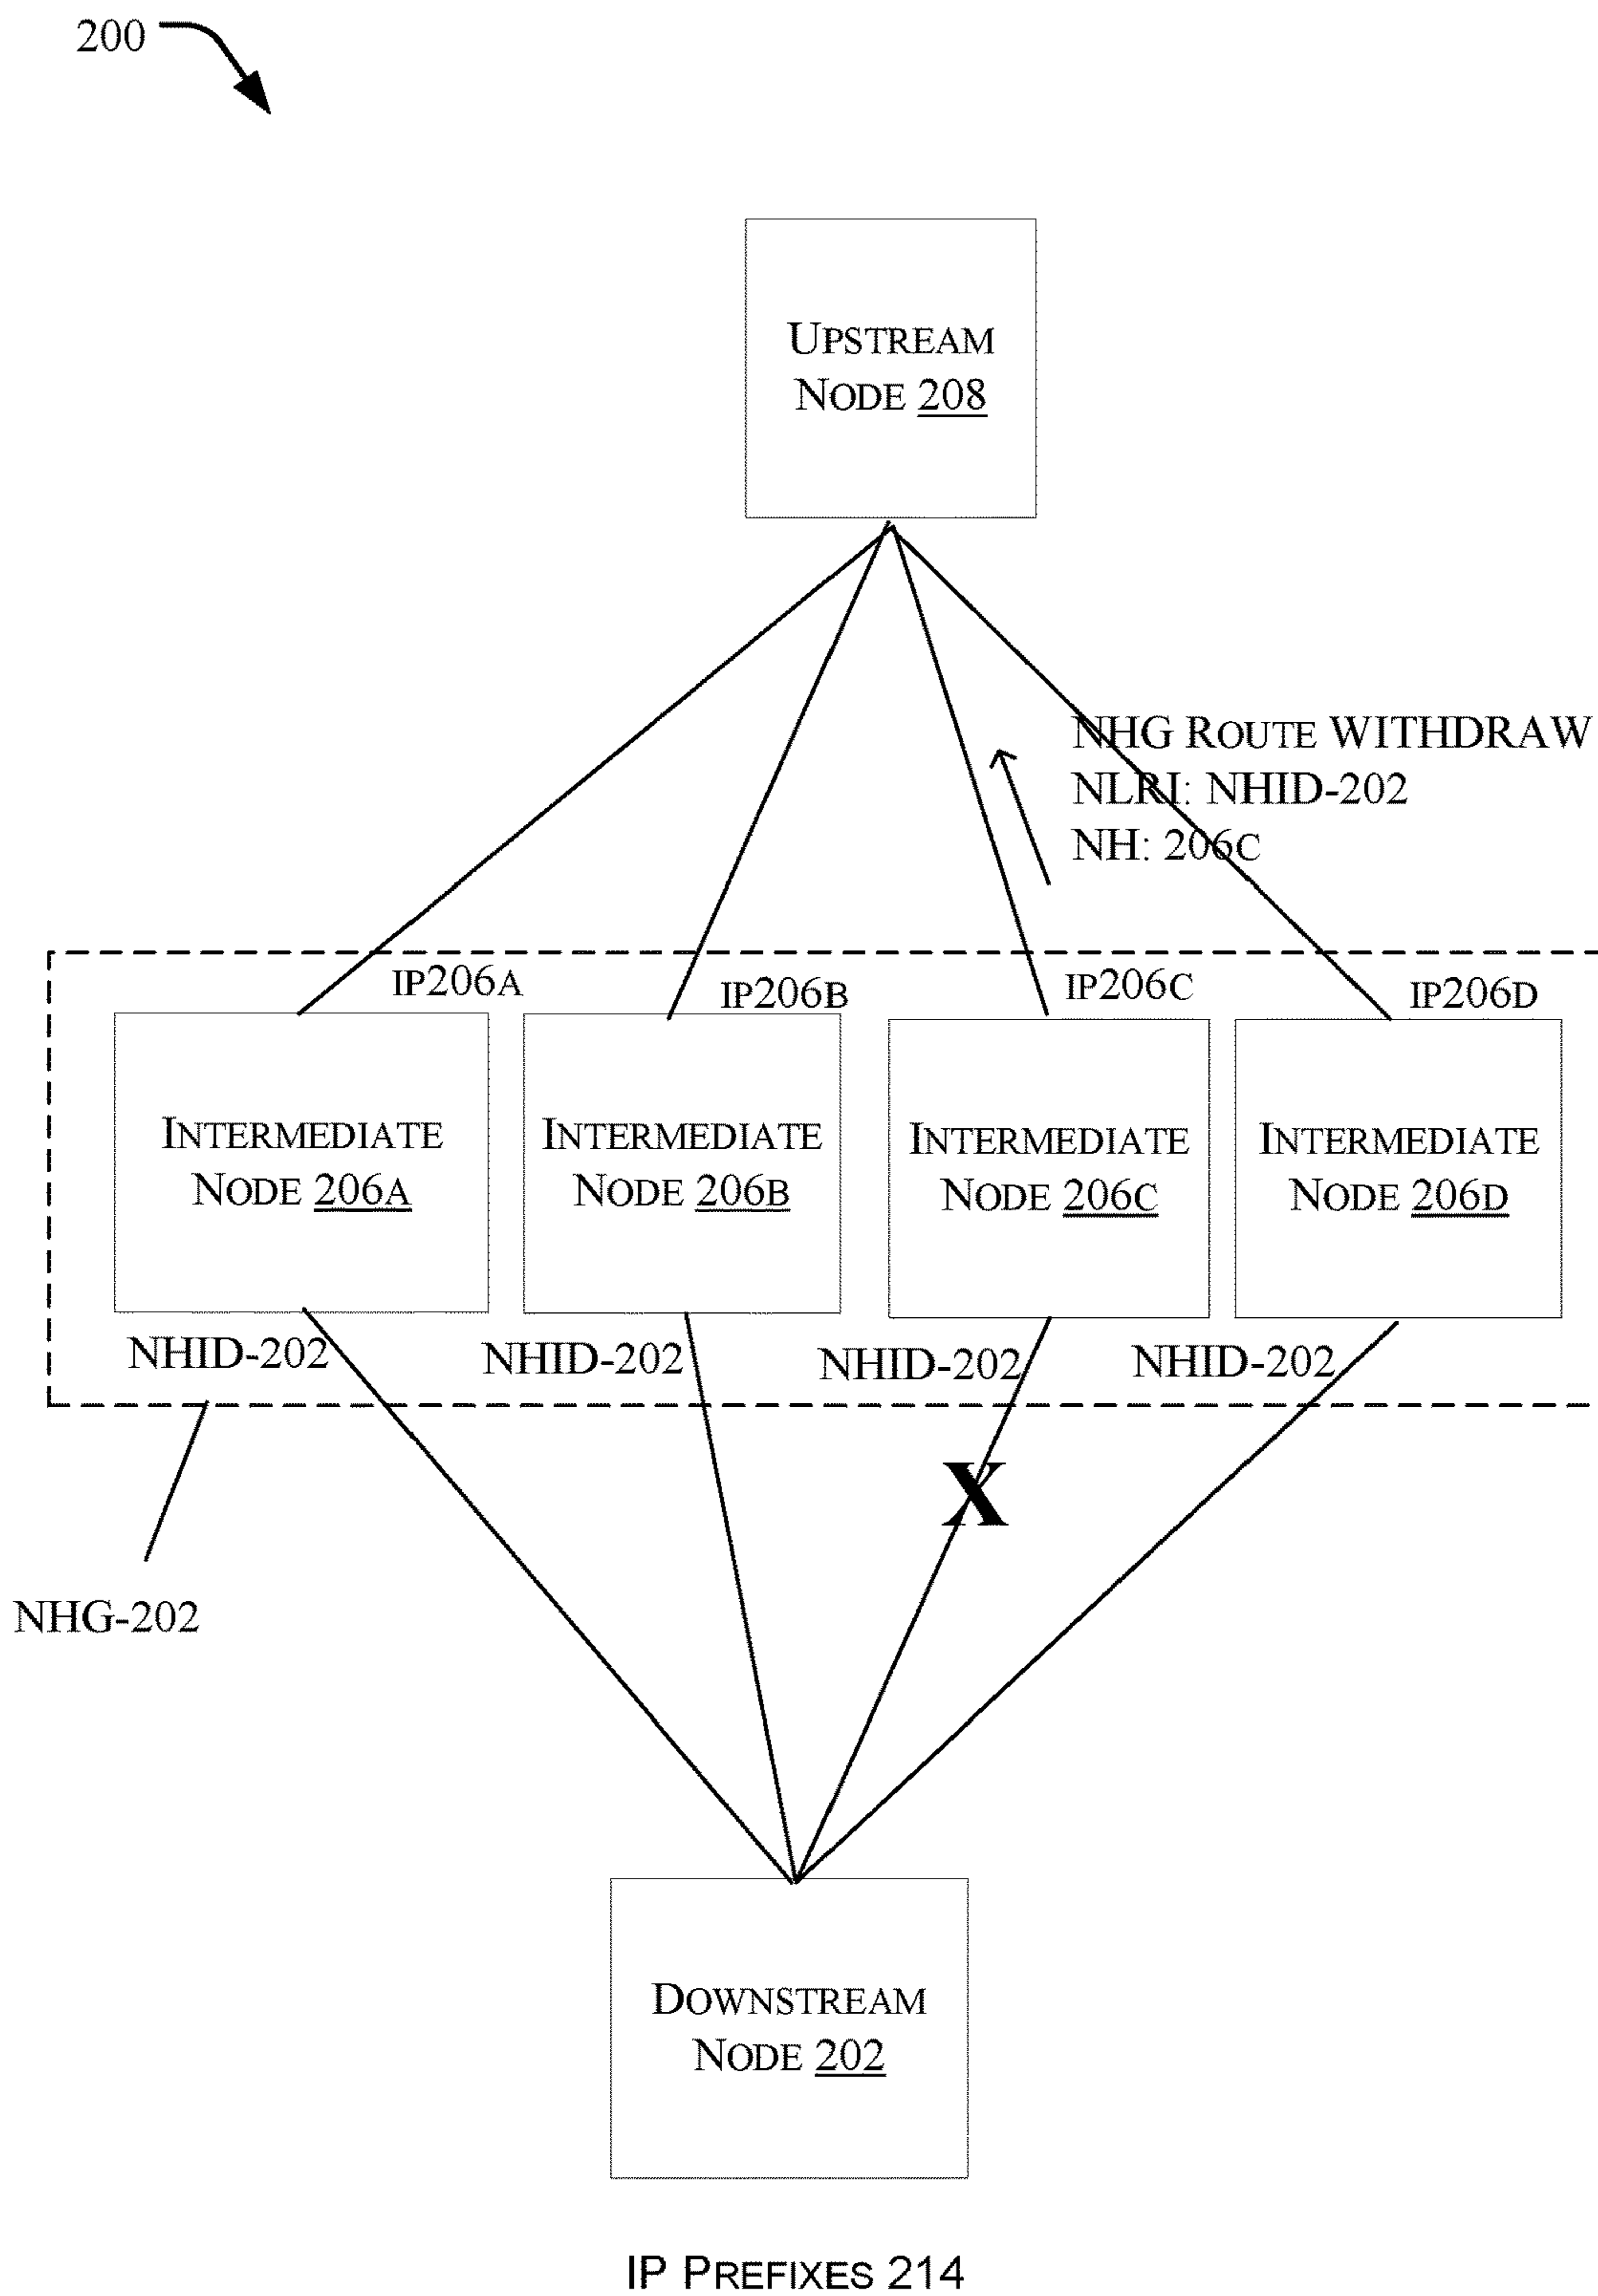 200
UPSTREAM
NODE 208
NHG ROUTE WITHDRAW
NLRI: NHID-202
NH: 206C
IP206A
IP206B
IP206C
IP206D
INTERMEDIATE
NODE 206A
INTERMEDIATE
NODE 206B
INTERMEDIATE
NODE 206C
INTERMEDIATE
NODE 206D
NHID-202
NHID-202
NHID-202
NHID-202
X
NHG-202
DOWNSTREAM
NODE 202
IP PREFIXES 214